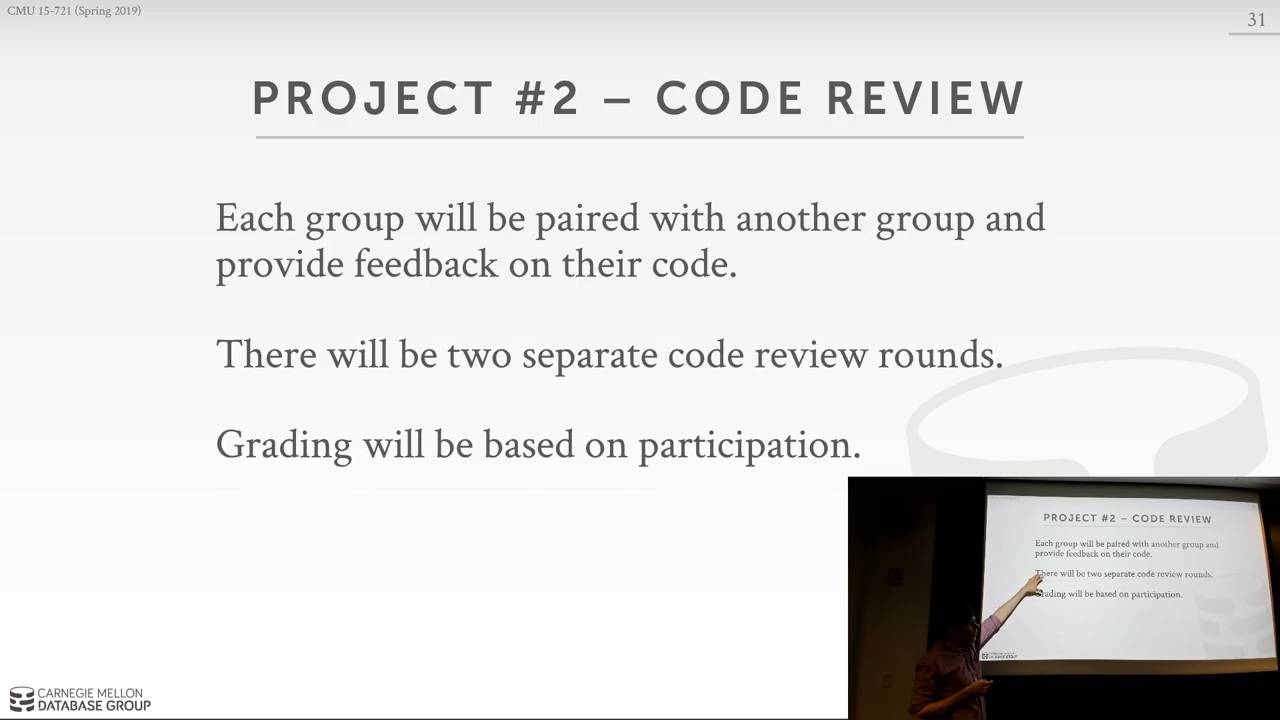 CMU 15-721 (Spring 2019)
31
PROJECT #2 – CODE REVIEW
Each group will be paired with another group and
provide feedback on their code.
There will be two separate code review rounds.
Grading will be based on participation.
PROJECT #2 – CODE REVIEW
Each group will be paired with another group and
provide feedback on their code.
There will be two separate code review rounds.
Grading will be based on participation.
CARNEGIE MELLON
DATABASE GROUP